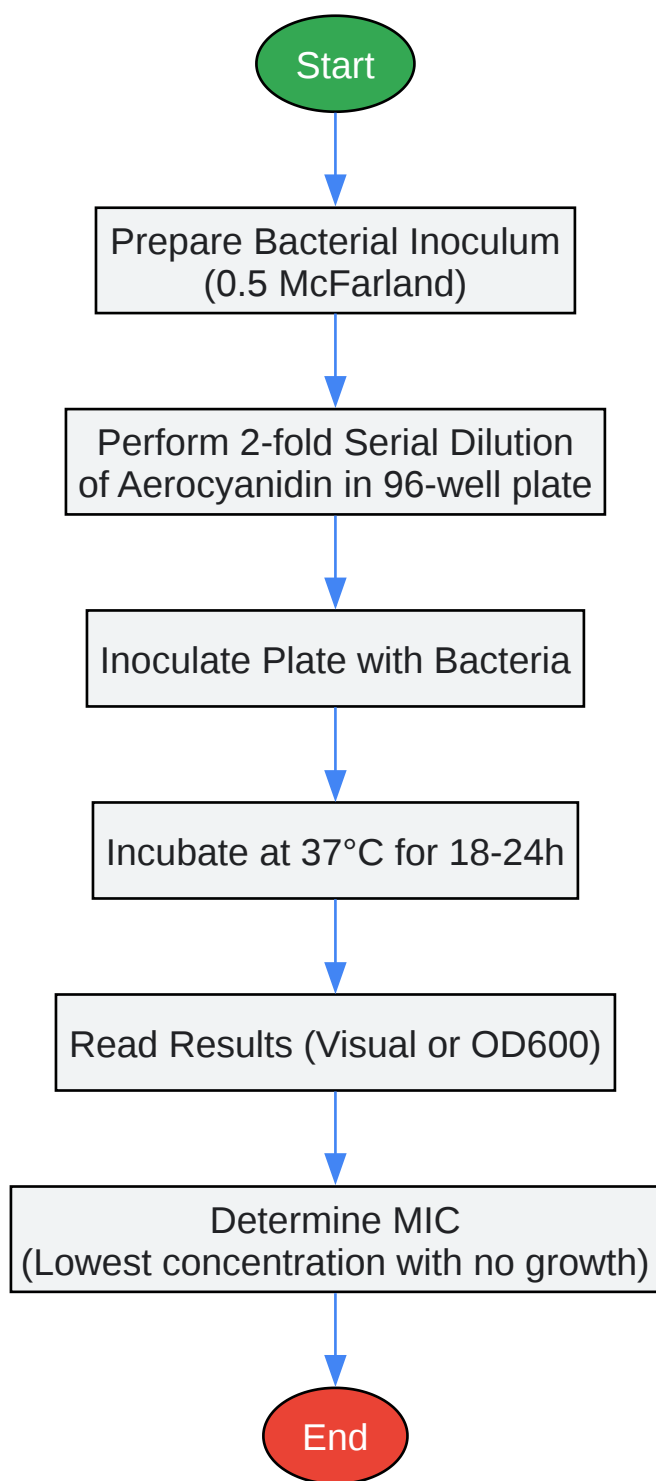 Start
Prepare Bacterial Inoculum
(0.5 McFarland)
Perform 2-fold Serial Dilution
of Aerocyanidin in 96-well plate
Inoculate Plate with Bacteria
Incubate at 37°C for 18-24h
Read Results (Visual or OD600)
Determine MIC
(Lowest concentration with no growth)
End